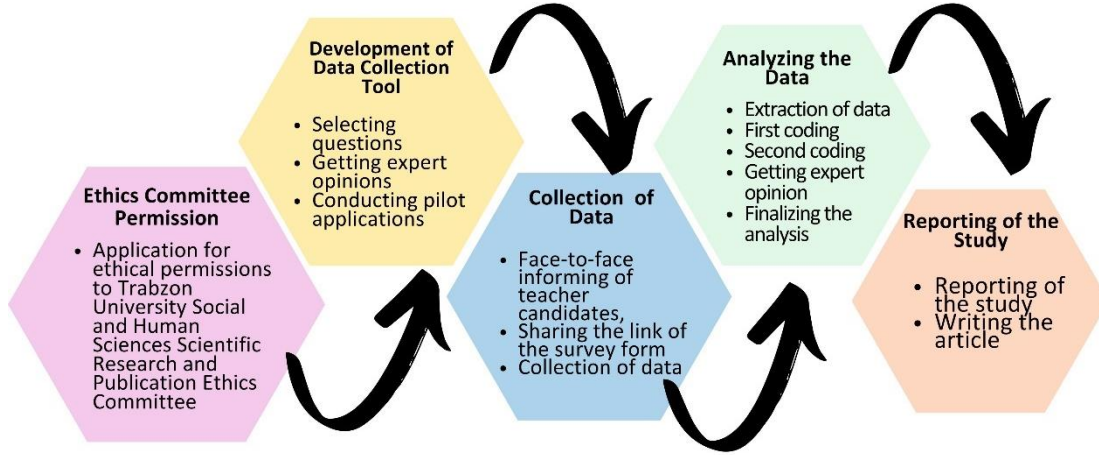 Ethics Committee
Permission
• Application for
ethical permissions
to Trabzon
University Social
and Human
Sciences Scientific
Research and
Publication Ethics
Committee
Development of
Data Collection
Tool
• Selecting
questions
• Getting expert
opinions
• Conducting pilot
applications
Collection of
Data
• Face-to-face
informing of
teacher
candidates,
• Sharing the link of
the survey form
• Collection of data
Analyzing the
Data
• Extraction of data
• First coding
• Second coding
• Getting expert
opinion
• Finalizing the
analysis
Reporting of the
Study
• Reporting of
the study
• Writing the
article